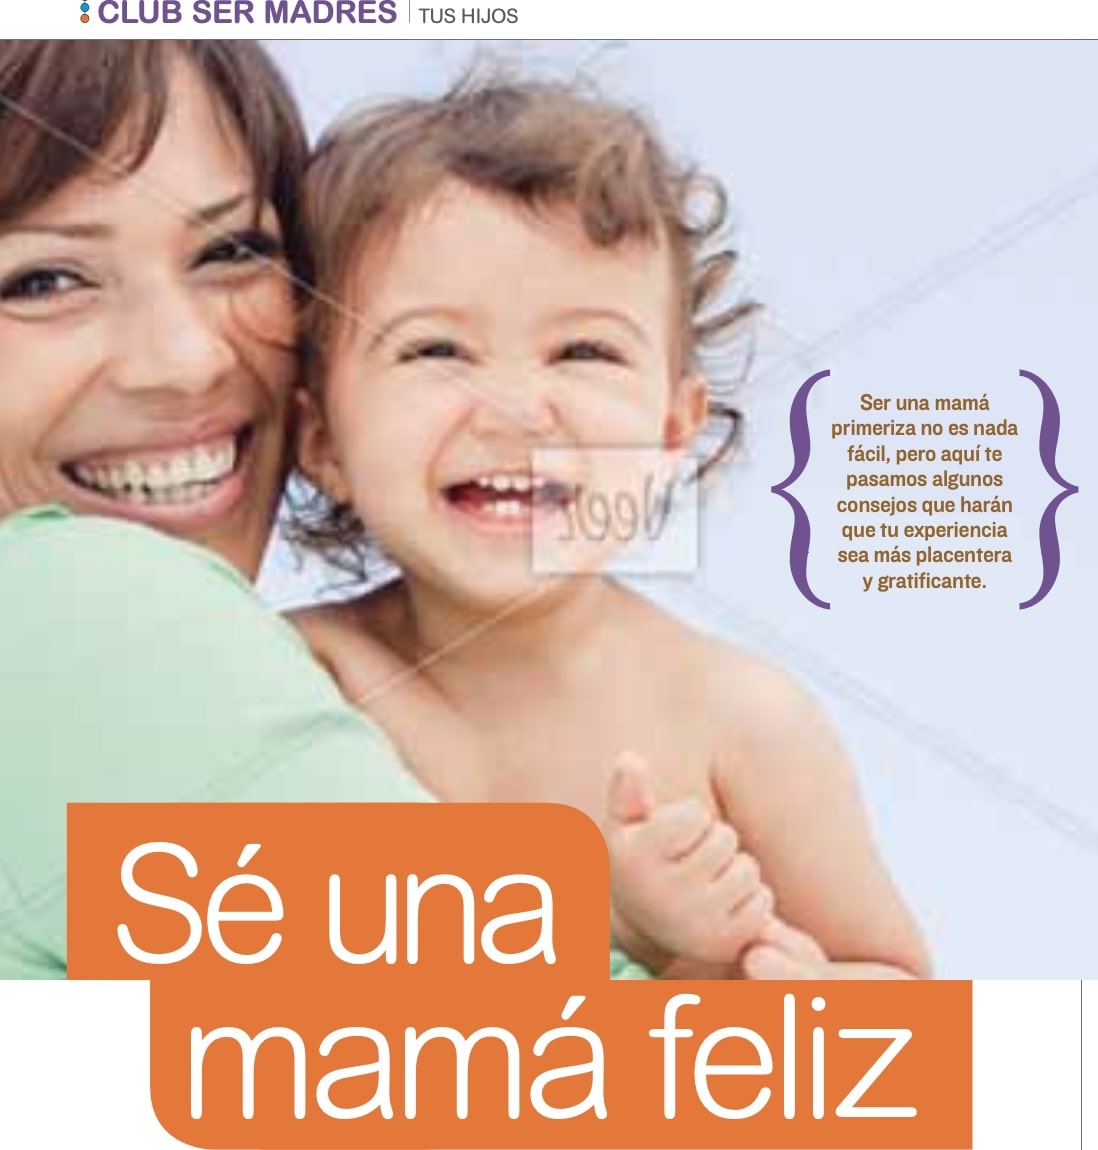 CLUB SER MADRES TUS HIJOS
Ser una mamá
primeriza no es nada
fácil, pero aquí te
pasamos algunos
consejos que harán
que tu experiencia
sea más placentera
y gratificante.
Sé una
mamá feliz